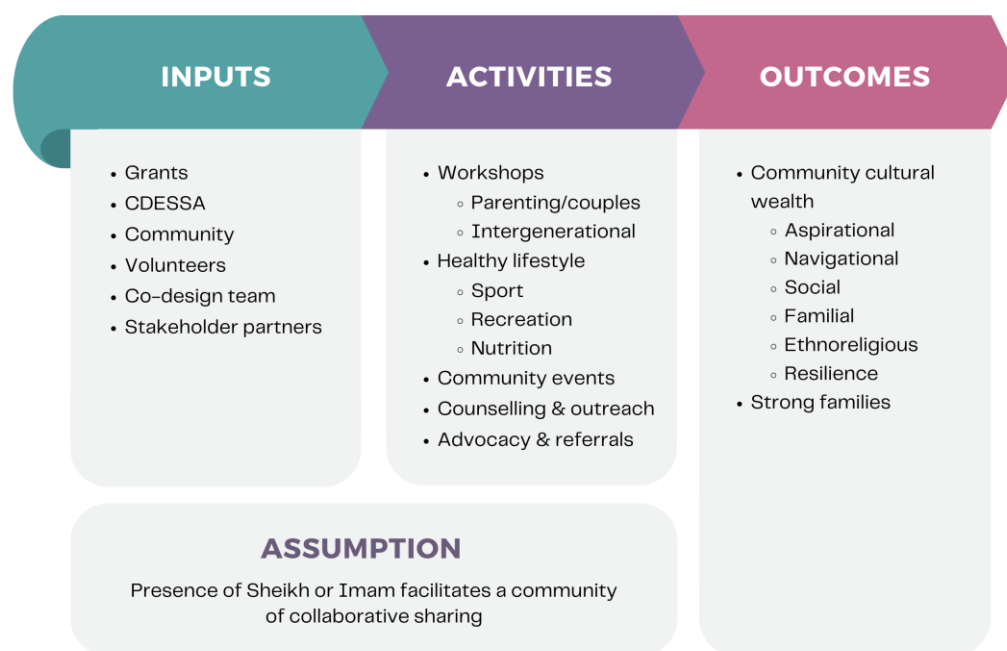 INPUTS
• Grants
• CDESSA
• Community
• Volunteers
• Co-design team
• Stakeholder partners
ACTIVITIES
• Workshops
◦ Parenting/couples
◦ Intergenerational
• Healthy lifestyle
◦ Sport
◦ Recreation
◦ Nutrition
• Community events
• Counselling & outreach
• Advocacy & referrals
OUTCOMES
• Community cultural
wealth
◦ Aspirational
◦ Navigational
◦ Social
◦ Familial
◦ Ethnoreligious
◦ Resilience
• Strong families
ASSUMPTION
Presence of Sheikh or Imam facilitates a community
of collaborative sharing